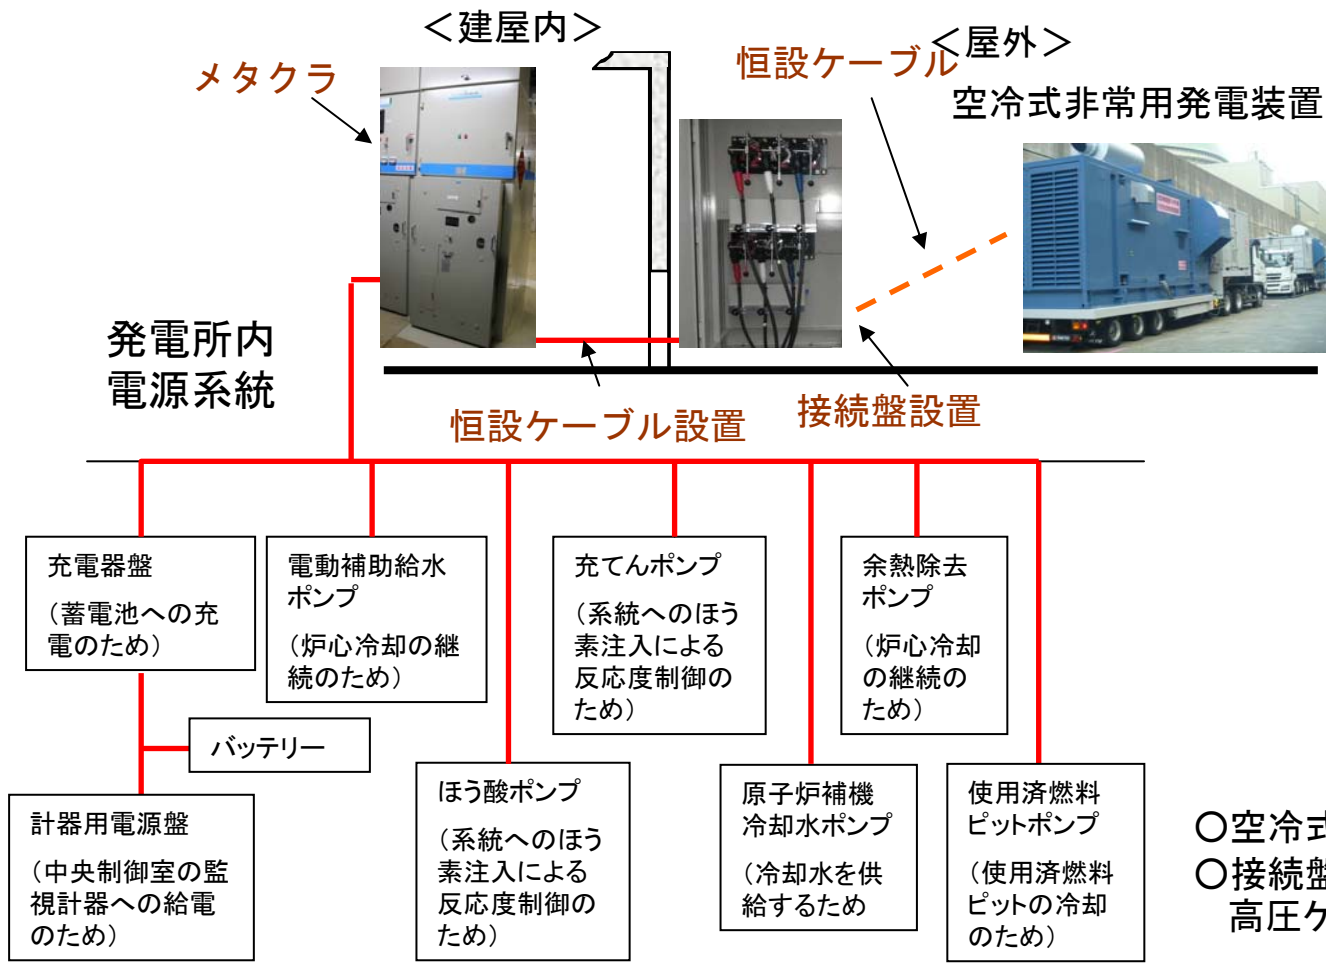 ＜建屋内＞
＜屋外＞
メタクラ
恒設ケーブル
空冷式非常用発電装置
発電所内
電源系統
恒設ケーブル設置
接続盤設置
充電器盤
（蓄電池への充
電のため）
電動補助給水
ポンプ
（炉心冷却の継
続のため）
充てんポンプ
（系統へのほう
素注入による
反応度制御の
ため）
余熱除去
ポンプ
（炉心冷却
の継続の
ため）
バッテリー
計器用電源盤
（中央制御室の監
視計器への給電
のため）
ほう酸ポンプ
（系統へのほう
素注入による
反応度制御の
ため）
原子炉補機
冷却水ポンプ
（冷却水を供
給するため
使用済燃料
ピットポンプ
（使用済燃料
ピットの冷却
のため）
○空冷式
○接続盤
高圧ケ